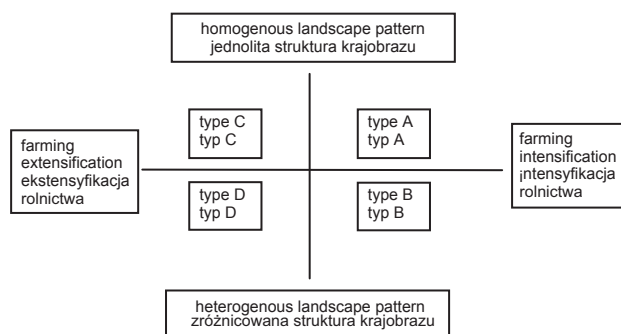 homogenous landscape pattern
jednolita struktura krajobrazu
type C
typ C
type A
typ A
farming
extensification
ekstensyfikacja
rolnictwa
farming
intensification
intensyfikacja
rolnictwa
type D
typ D
type B
typ B
heterogenous landscape pattern
zróżnicowana struktura krajobrazu